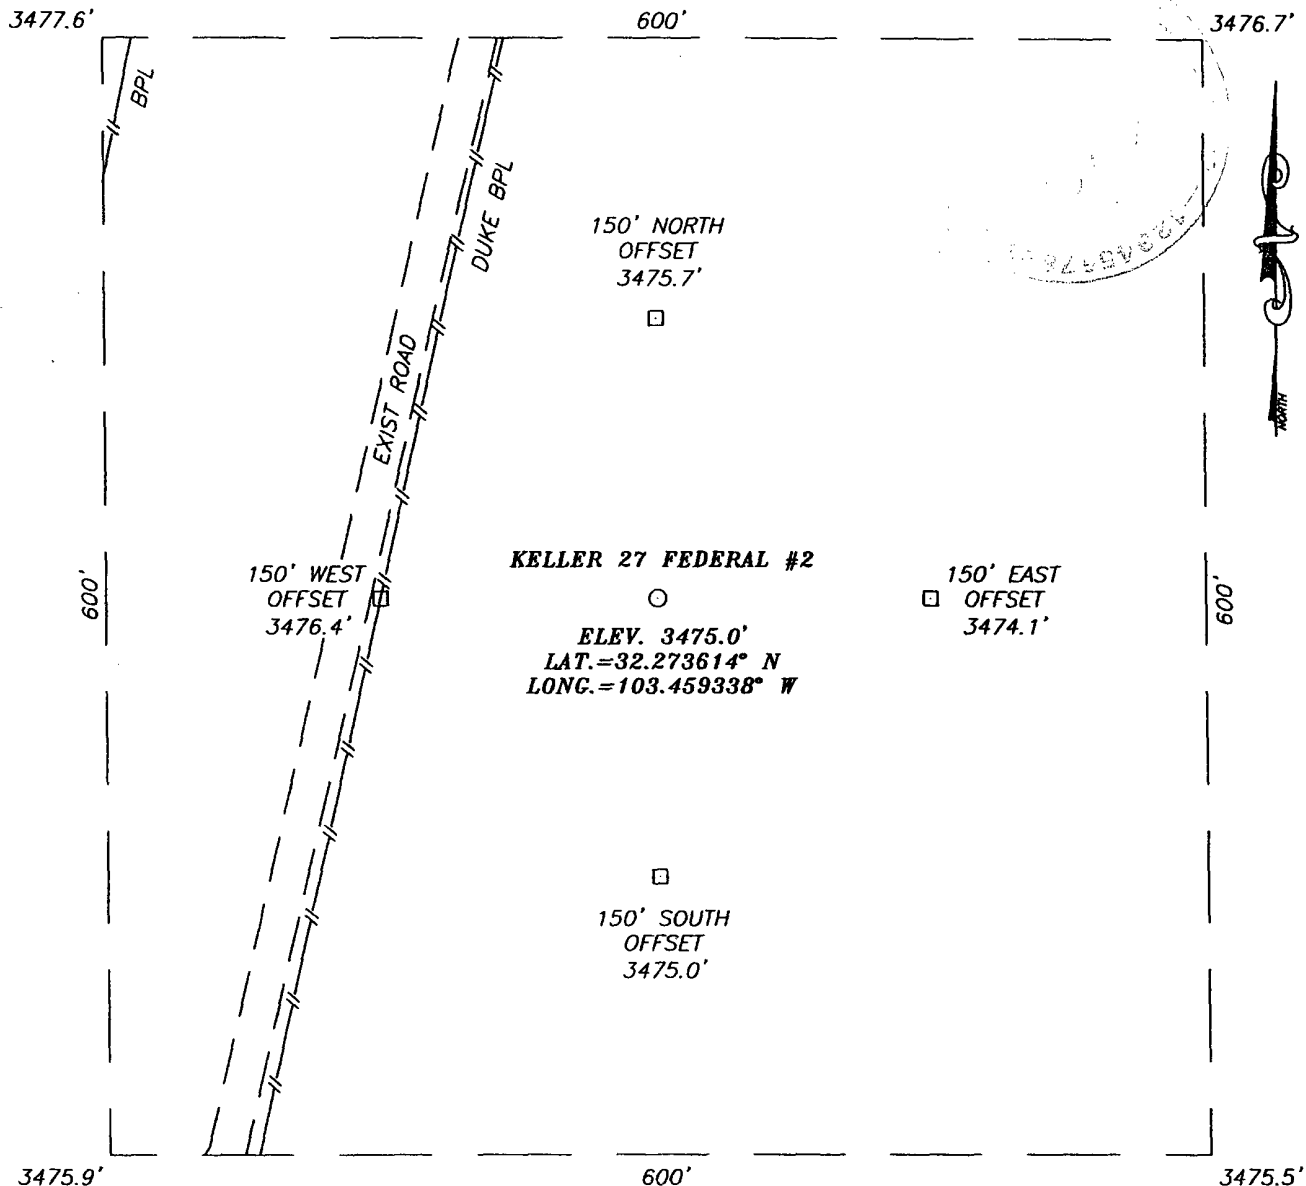 3477.6'
600'
3476.7'
BPL
DUKE BPL
150' NORTH
OFFSET
3475.7'
NORTH
EXIST ROAD
600'
150' WEST
OFFSET
3476.4'
KELLER 27 FEDERAL #2
ELEV. 3475.0'
LAT.=32.273614° N
LONG.=103.459338° W
150' EAST
OFFSET
3474.1'
600'
150' SOUTH
OFFSET
3475.0'
3475.9'
600'
3475.5'